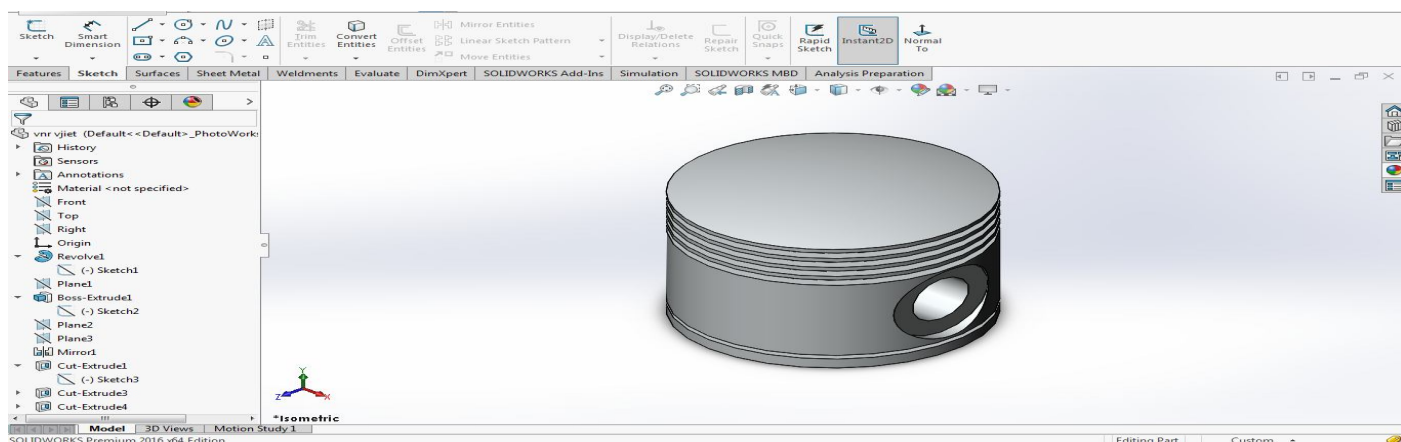 Sketch
Smart Dimension
Trim Entities
Convert Entities
Offset Entities
Mirror Entities
Linear Sketch Pattern
Move Entities
Display/Delete Relations
Repair Sketch
Quick Snaps
Rapid Sketch
Instant2D
Normal To
Features Sketch Surfaces Sheet Metal Weldments Evaluate DimXpert SOLIDWORKS Add-Ins Simulation SOLIDWORKS MBD Analysis Preparation
vnr vjiet (Default<<Default>_PhotoWork
History
Sensors
Annotations
Material <not specified>
Front
Top
Right
Origin
Revolve1
(-) Sketch1
Plane1
Boss-Extrude1
(-) Sketch2
Plane2
Plane3
Mirror1
Cut-Extrude1
(-) Sketch3
Cut-Extrude3
Cut-Extrude4
Y
Z X
*Isometric
Model 3D Views Motion Study 1
SOLIDWORKS Premium 2016 x64 Edition Editing Part Custom